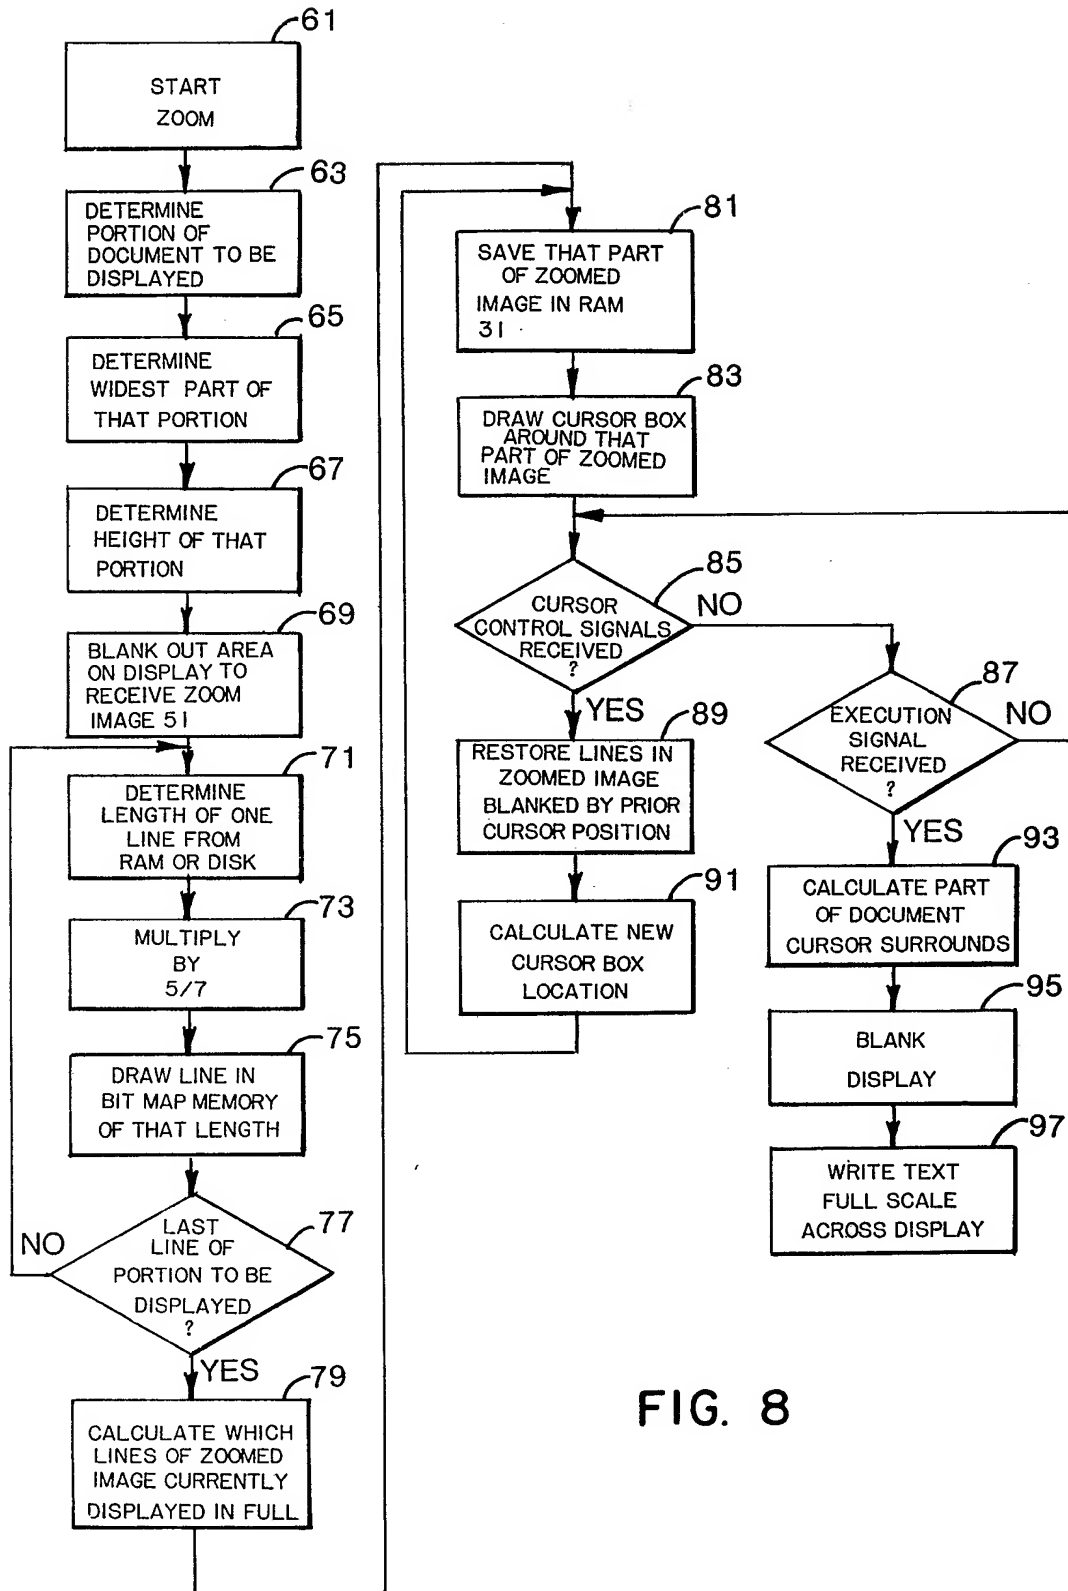 61
START
ZOOM
63
DETERMINE
PORTION OF
DOCUMENT TO BE
DISPLAYED
65
DETERMINE
WIDEST PART OF
THAT PORTION
67
DETERMINE
HEIGHT OF THAT
PORTION
69
BLANK OUT AREA
ON DISPLAY TO
RECEIVE ZOOM
IMAGE 51
71
DETERMINE
LENGTH OF ONE
LINE FROM
RAM OR DISK
73
MULTIPLY
BY
5/7
75
DRAW LINE IN
BIT MAP MEMORY
OF THAT LENGTH
77
LAST
LINE OF
PORTION TO BE
DISPLAYED
?
NO
YES
79
CALCULATE WHICH
LINES OF ZOOMED
IMAGE CURRENTLY
DISPLAYED IN FULL
81
SAVE THAT PART
OF ZOOMED
IMAGE IN RAM
31
83
DRAW CURSOR BOX
AROUND THAT
PART OF ZOOMED
IMAGE
85
CURSOR
CONTROL SIGNALS
RECEIVED
?
NO
YES
87
EXECUTION
SIGNAL
RECEIVED
?
NO
YES
89
RESTORE LINES IN
ZOOMED IMAGE
BLANKED BY PRIOR
CURSOR POSITION
91
CALCULATE NEW
CURSOR BOX
LOCATION
93
CALCULATE PART
OF DOCUMENT
CURSOR SURROUNDS
95
BLANK
DISPLAY
97
WRITE TEXT
FULL SCALE
ACROSS DISPLAY
FIG. 8